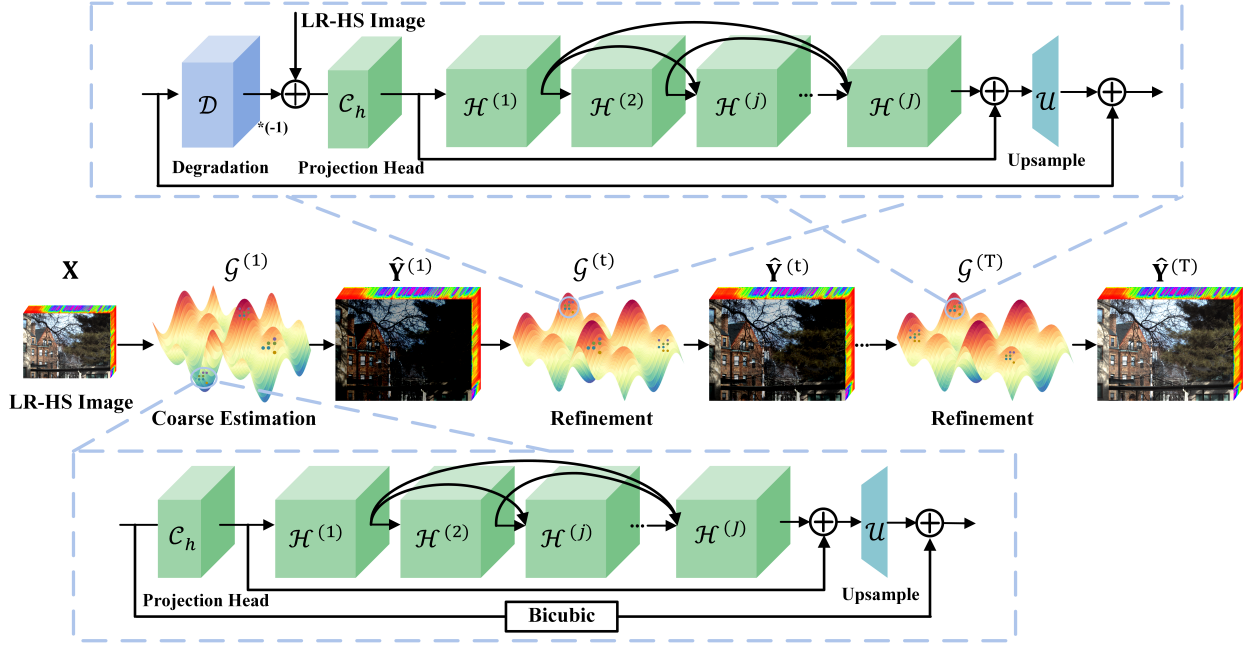 LR-HS Image
𝒟
*(-1)
𝒞ₕ
ℋ⁽¹⁾
ℋ⁽²⁾
ℋ⁽ʲ⁾
...
ℋ⁽ᴶ⁾
𝒰
Degradation
Projection Head
Upsample
X
𝒢⁽¹⁾
Ŷ⁽¹⁾
𝒢⁽ᵗ⁾
Ŷ⁽ᵗ⁾
𝒢⁽ᵀ⁾
Ŷ⁽ᵀ⁾
...
LR-HS Image
Coarse Estimation
Refinement
Refinement
𝒞ₕ
ℋ⁽¹⁾
ℋ⁽²⁾
ℋ⁽ʲ⁾
...
ℋ⁽ᴶ⁾
𝒰
Projection Head
Upsample
Bicubic